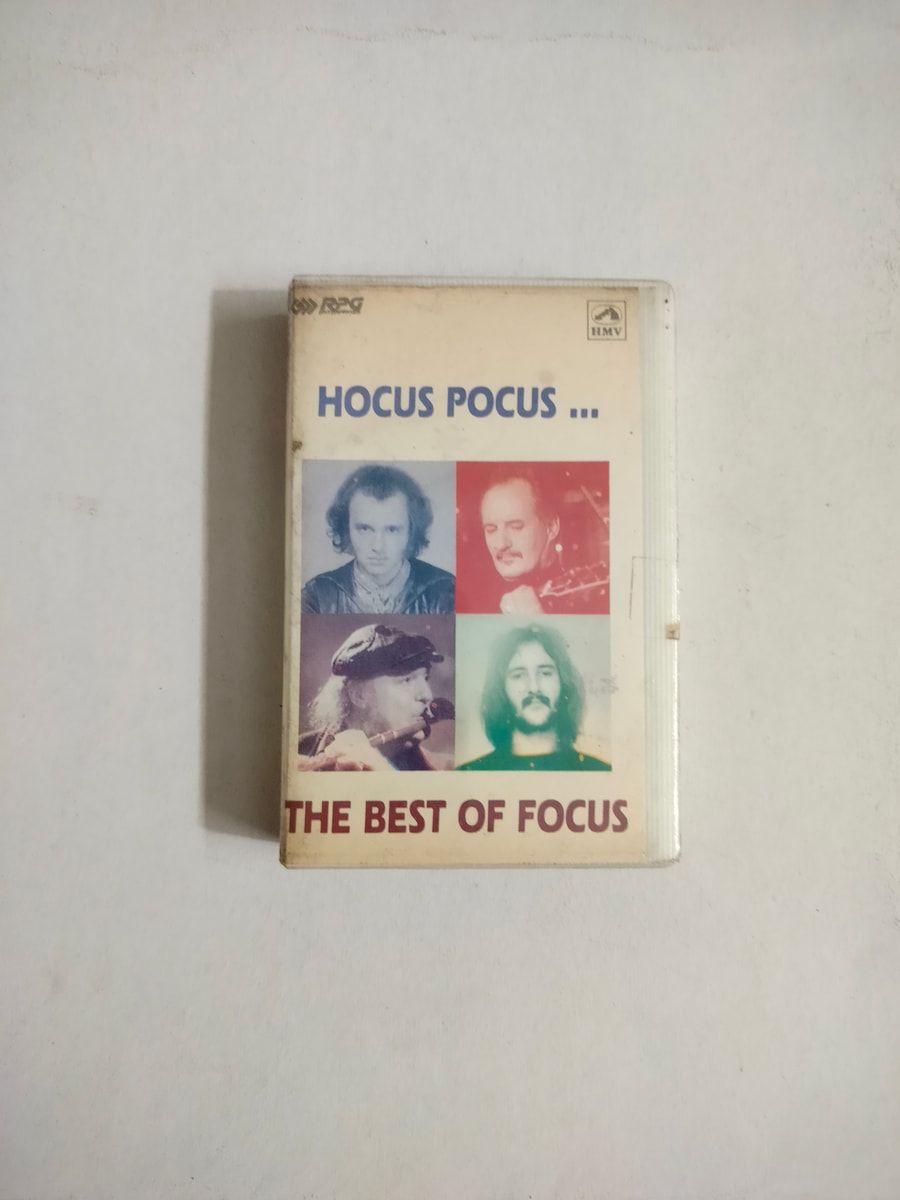 RPG
HMV
HOCUS POCUS ...
THE BEST OF FOCUS